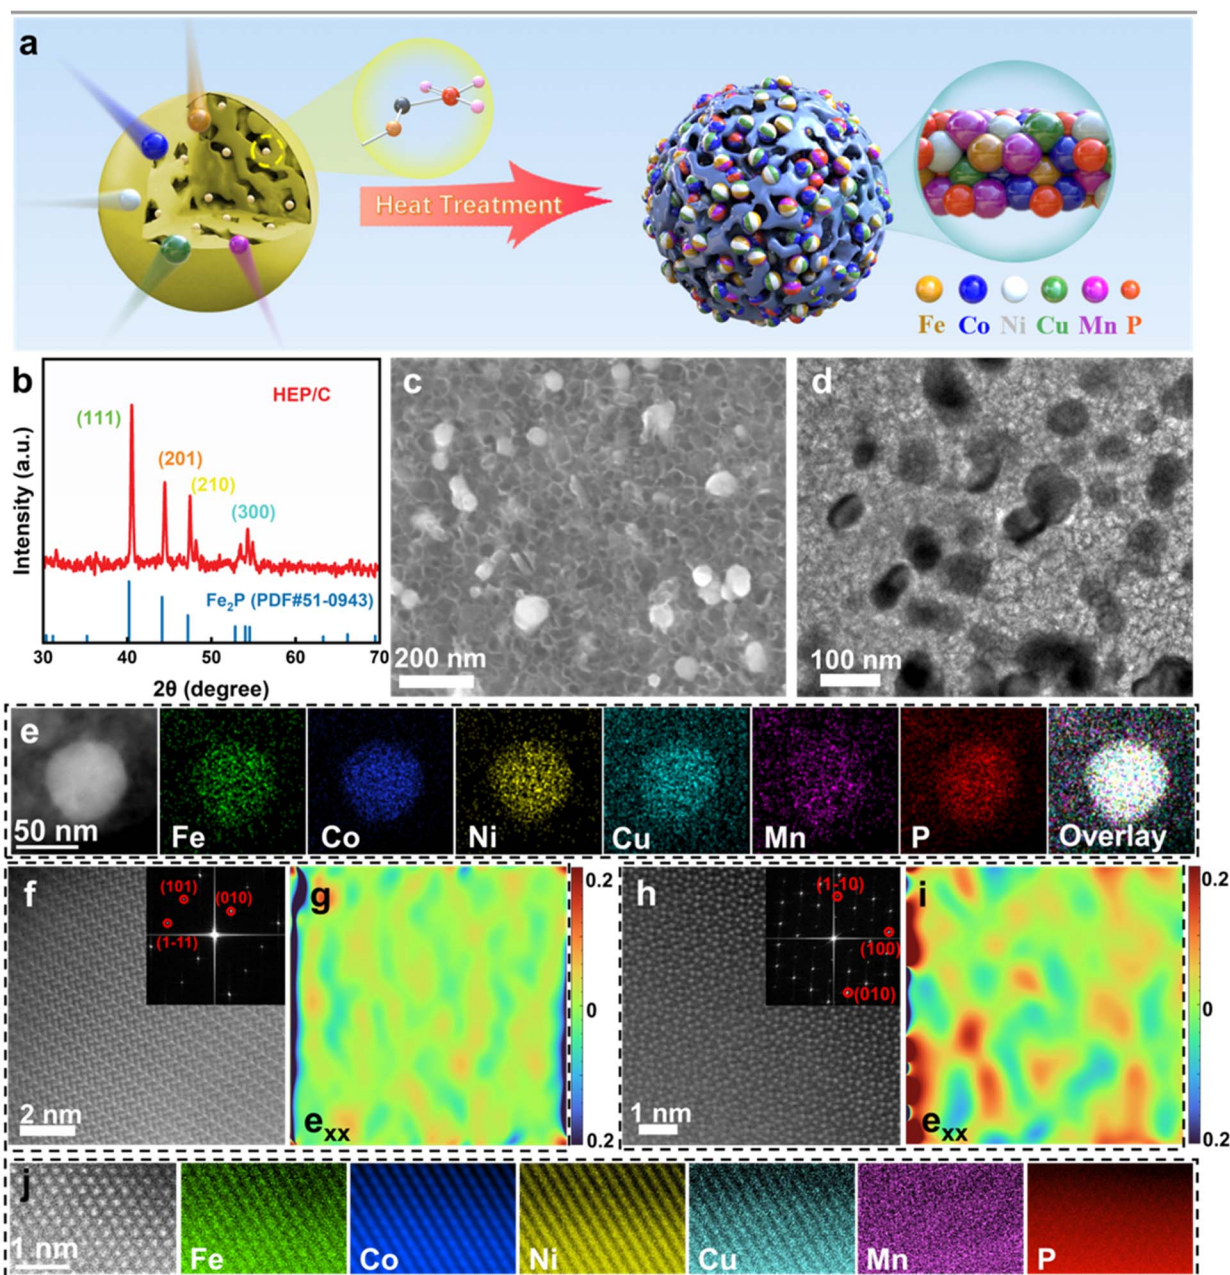 a
Heat Treatment
Fe Co Ni Cu Mn P
b
HEP/C
(111)
(201)
(210)
(300)
Intensity (a.u.)
Fe₂P (PDF#51-0943)
30 40 50 60 70
2θ (degree)
c
200 nm
d
100 nm
e
50 nm
Fe
Co
Ni
Cu
Mn
P
Overlay
f
(101)
(010)
(1-11)
2 nm
g
exx
0.2
0
0.2
h
(1-10)
(100)
(010)
1 nm
i
exx
0.2
0
0.2
j
1 nm
Fe
Co
Ni
Cu
Mn
P